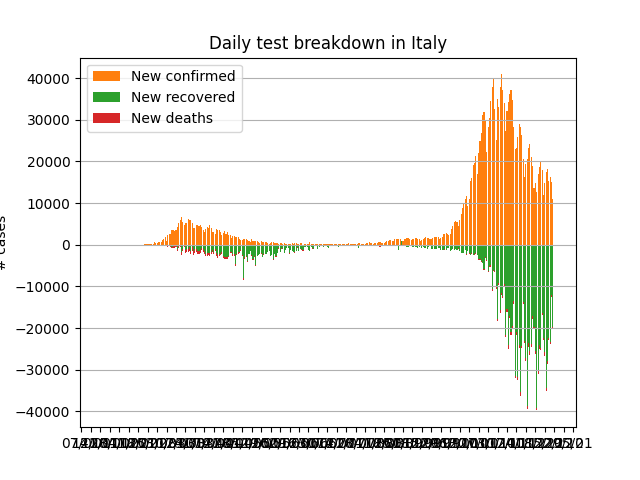 Daily test breakdown in Italy
New confirmed
New recovered
New deaths
40000
30000
20000
10000
0
−10000
−20000
−30000
−40000
# cases